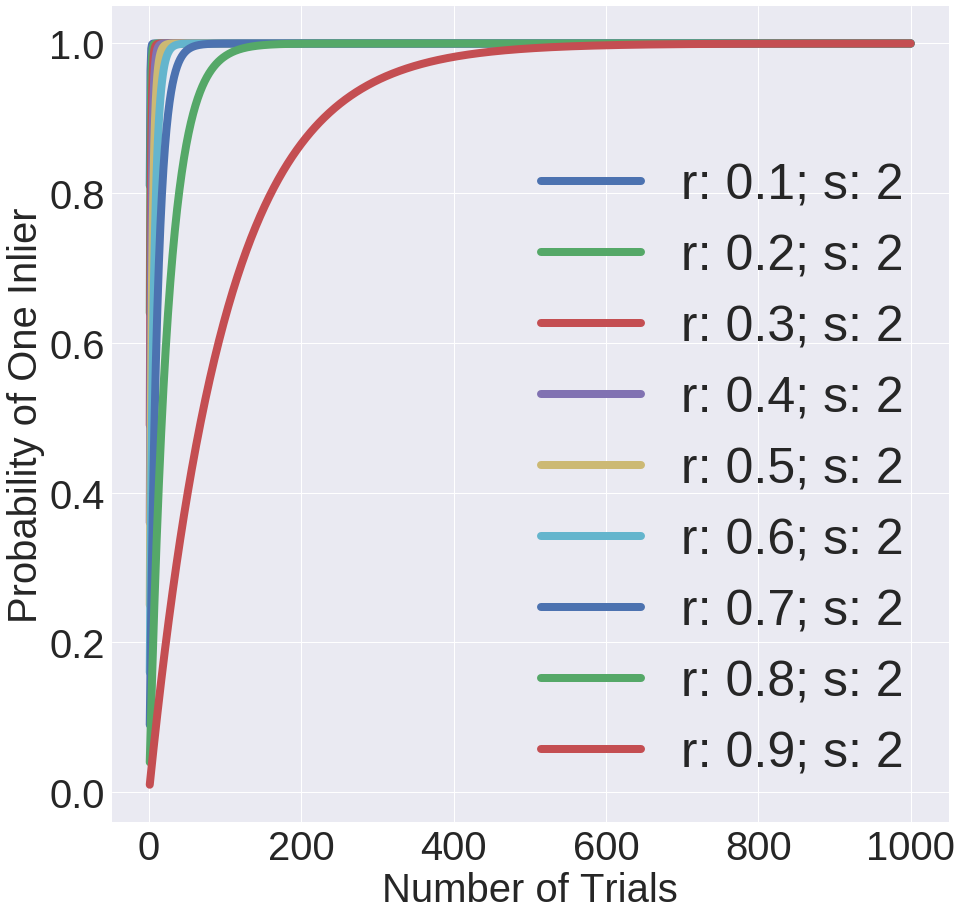 1.0
0.8
0.6
0.4
0.2
0.0
Probability of One Inlier
r: 0.1; s: 2
r: 0.2; s: 2
r: 0.3; s: 2
r: 0.4; s: 2
r: 0.5; s: 2
r: 0.6; s: 2
r: 0.7; s: 2
r: 0.8; s: 2
r: 0.9; s: 2
0 200 400 600 800 1000
Number of Trials